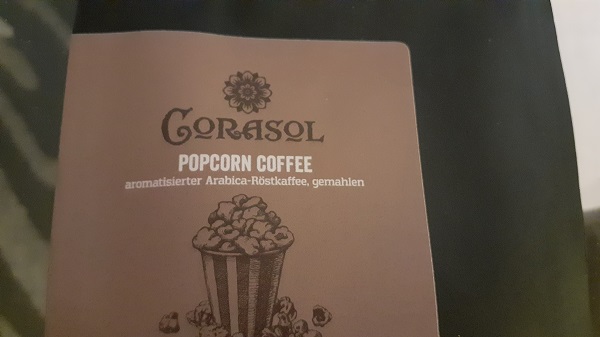 CORASOL
POPCORN COFFEE
aromatisierter Arabica-Röstkaffee, gemahlen